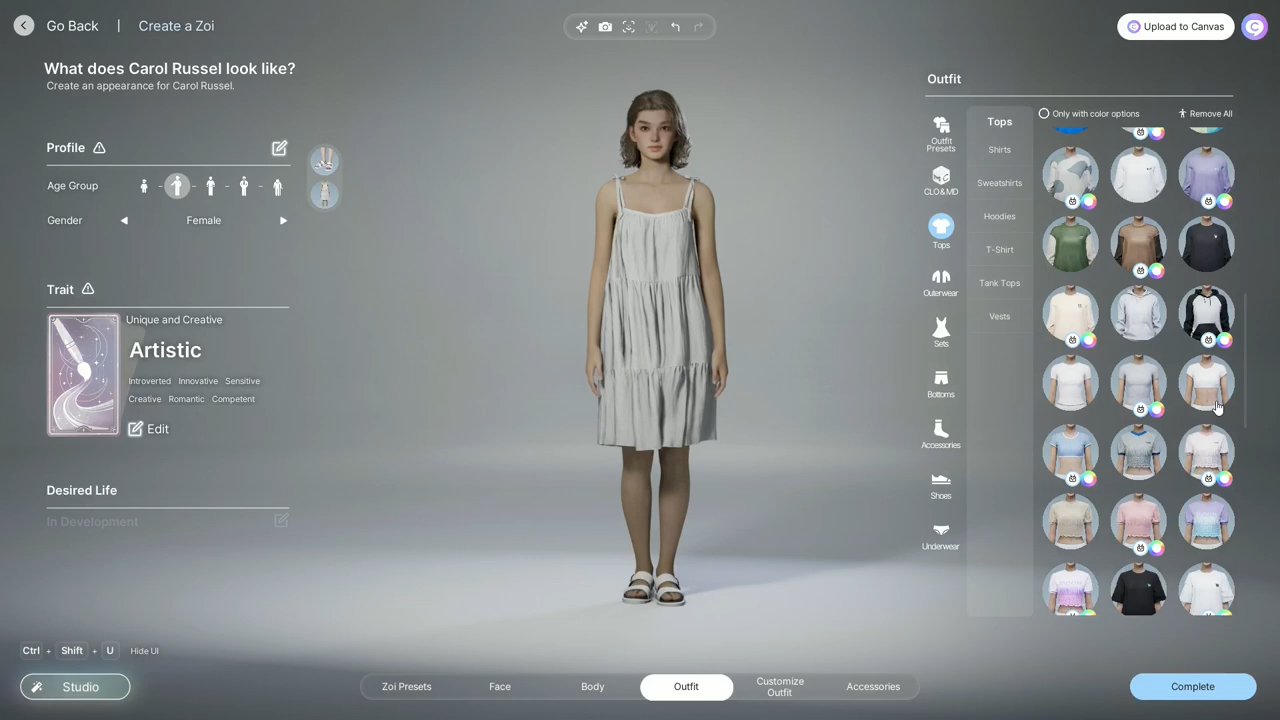 Go Back | Create a Zoi
Upload to Canvas
What does Carol Russel look like?
Create an appearance for Carol Russel.
Profile
Age Group
Gender
Female
Trait
Unique and Creative
Artistic
Introverted Innovative Sensitive
Creative Romantic Competent
Edit
Desired Life
In Development
Ctrl + Shift + U Hide UI
Studio
Outfit
Outfit
Presets
CLO&MD
Tops
Outerwear
Sets
Bottoms
Accessories
Shoes
Underwear
Tops
Shirts
Sweatshirts
Hoodies
T-Shirt
Tank Tops
Vests
Only with color options
Remove All
Zoi Presets
Face
Body
Outfit
Customize
Outfit
Accessories
Complete